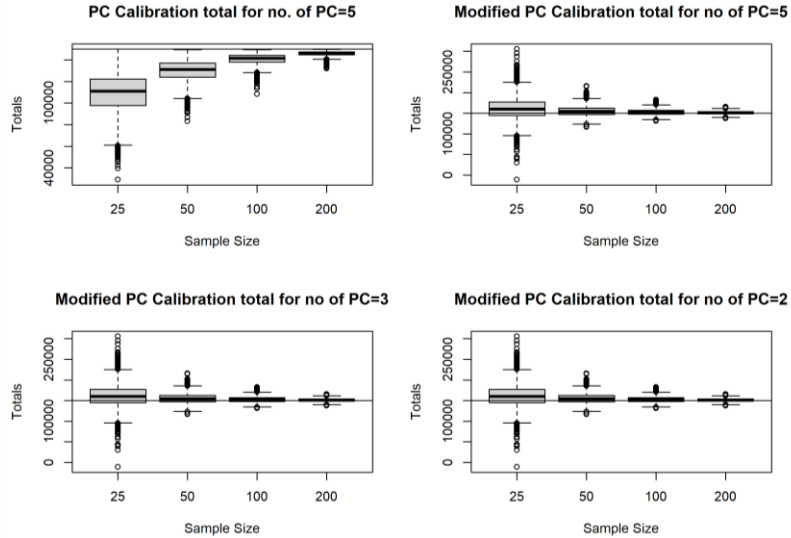 PC Calibration total for no. of PC=5
Totals
100000
40000
25 50 100 200
Sample Size
Modified PC Calibration total for no of PC=5
Totals
250000
100000
0
25 50 100 200
Sample Size
Modified PC Calibration total for no of PC=3
Totals
250000
100000
0
25 50 100 200
Sample Size
Modified PC Calibration total for no of PC=2
Totals
250000
100000
0
25 50 100 200
Sample Size